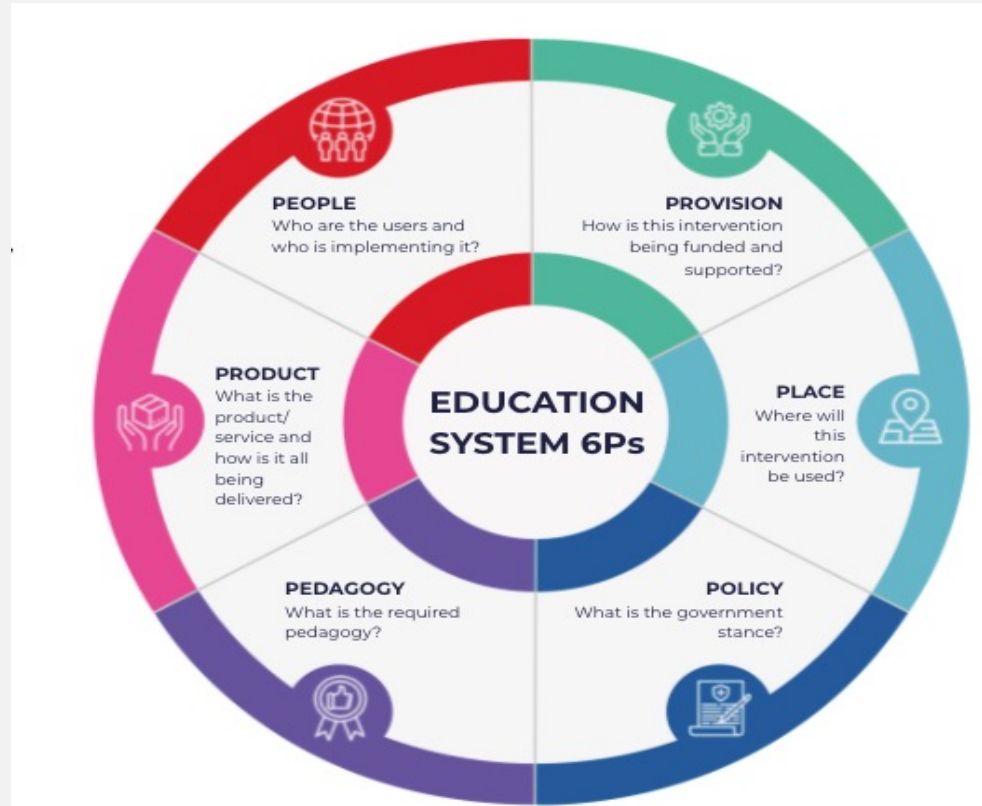 PEOPLE
Who are the users and
who is implementing it?
PROVISION
How is this intervention
being funded and
supported?
PRODUCT
What is the
product/
service and
how is it all
being
delivered?
EDUCATION
SYSTEM 6Ps
PLACE
Where will
this
intervention
be used?
PEDAGOGY
What is the required
pedagogy?
POLICY
What is the government
stance?